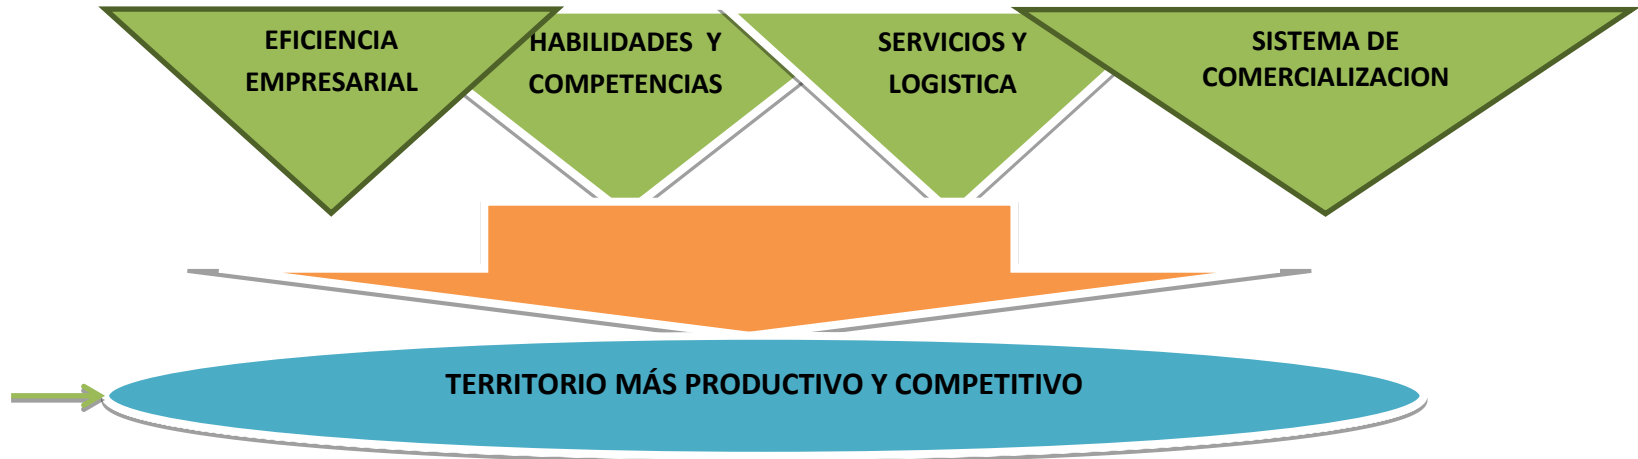 EFICIENCIA
EMPRESARIAL
HABILIDADES Y
COMPETENCIAS
SERVICIOS Y
LOGISTICA
SISTEMA DE
COMERCIALIZACION
TERRITORIO MÁS PRODUCTIVO Y COMPETITIVO